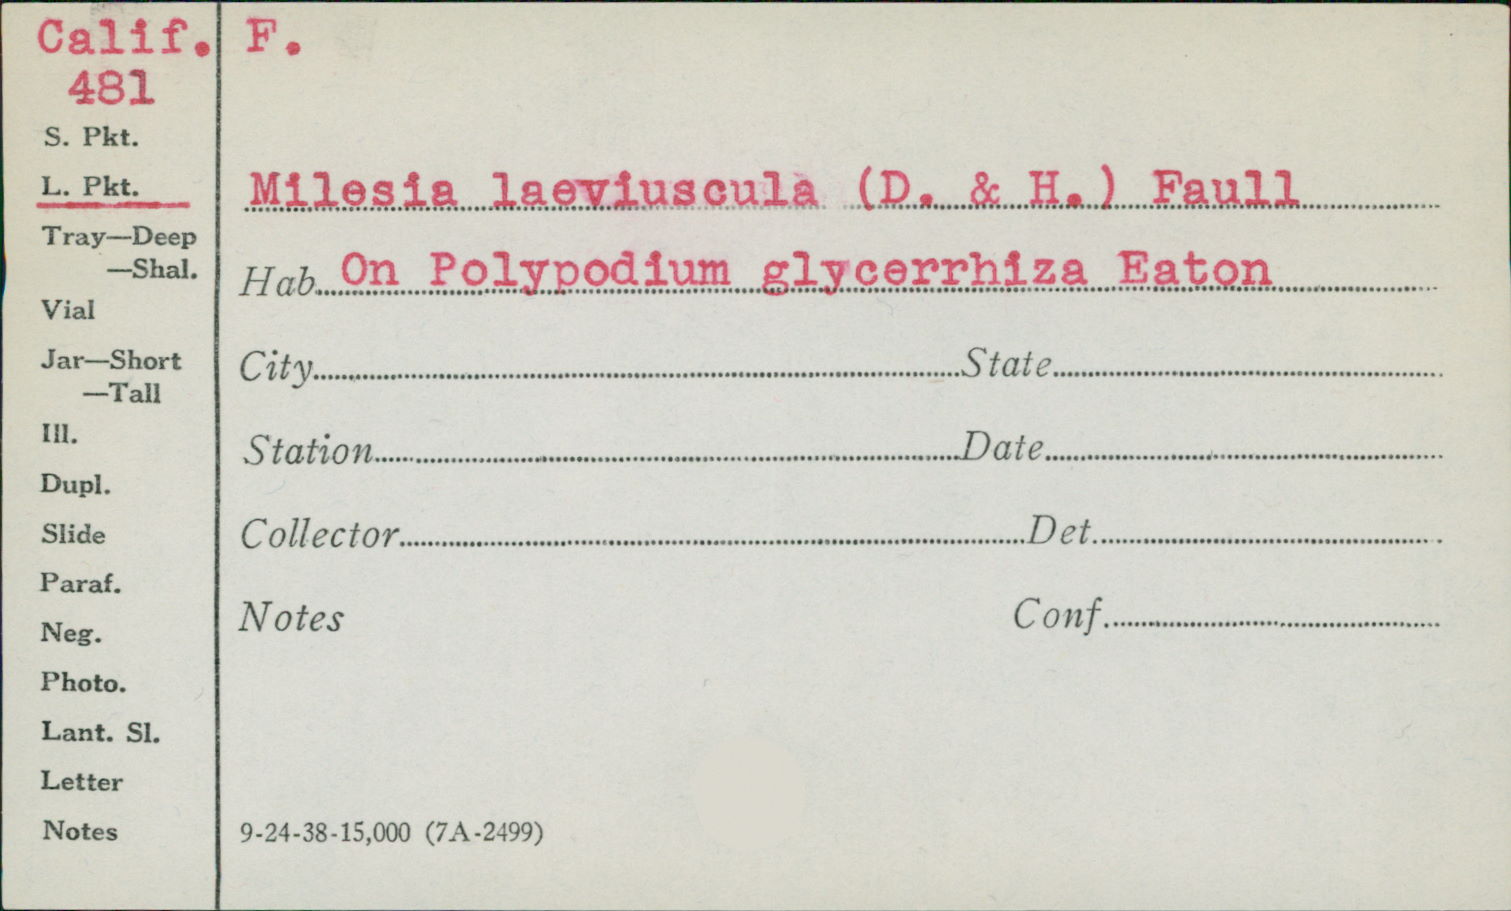 Calif. F.
481
S. Pkt.
L. Pkt.
Milesia laeviuscula (D. & H.) Faull
Tray—Deep
—Shal.
Hab. On Polypodium glycerrhiza Eaton
Vial
Jar—Short
—Tall
City State
Ill.
Station Date
Dupl.
Slide
Collector Det.
Paraf.
Neg.
Notes Conf.
Photo.
Lant. Sl.
Letter
Notes
9-24-38-15,000 (7A-2499)